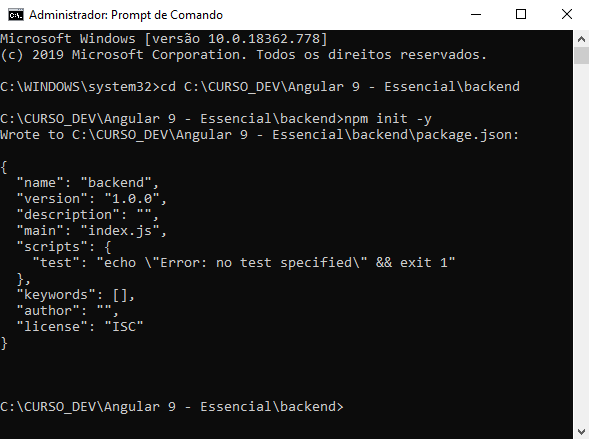 Administrador: Prompt de Comando
Microsoft Windows [versão 10.0.18362.778]
(c) 2019 Microsoft Corporation. Todos os direitos reservados.
C:\WINDOWS\system32>cd C:\CURSO_DEV\Angular 9 - Essencial\backend
C:\CURSO_DEV\Angular 9 - Essencial\backend>npm init -y
Wrote to C:\CURSO_DEV\Angular 9 - Essencial\backend\package.json:
{
  "name": "backend",
  "version": "1.0.0",
  "description": "",
  "main": "index.js",
  "scripts": {
    "test": "echo \"Error: no test specified\" && exit 1"
  },
  "keywords": [],
  "author": "",
  "license": "ISC"
}
C:\CURSO_DEV\Angular 9 - Essencial\backend>